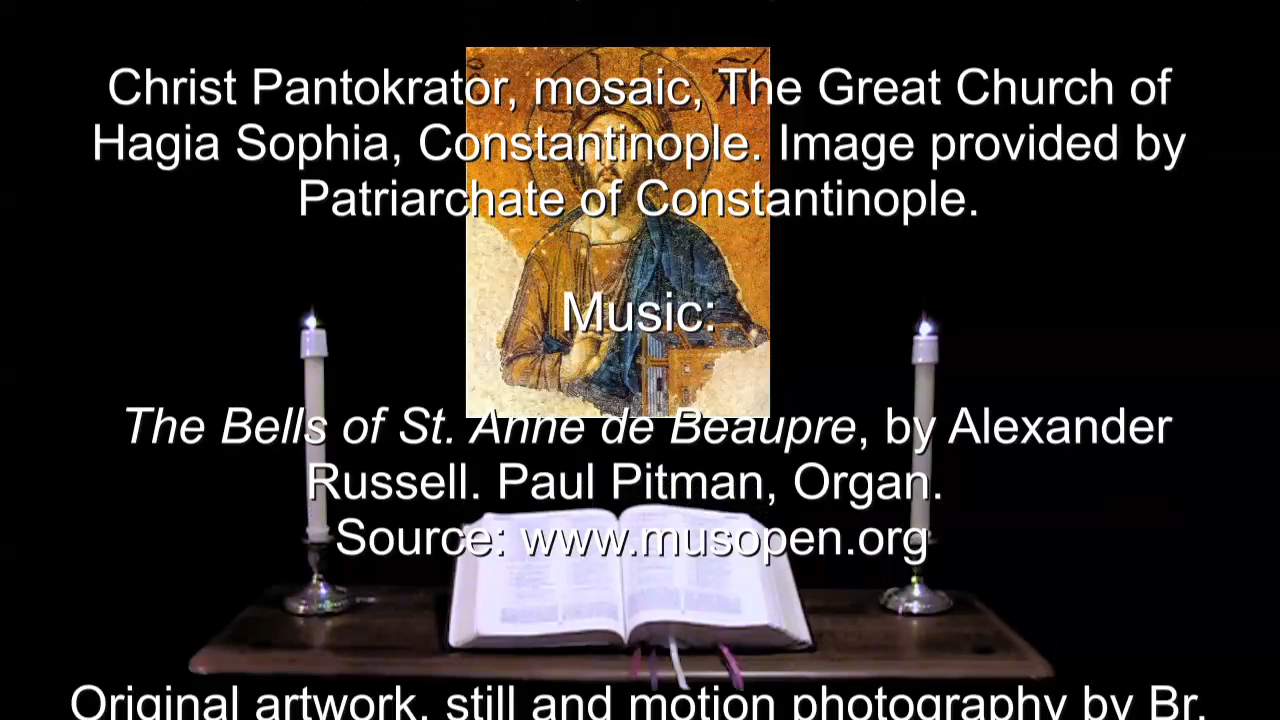 Christ Pantokrator, mosaic, The Great Church of
Hagia Sophia, Constantinople. Image provided by
Patriarchate of Constantinople.
Music:
The Bells of St. Anne de Beaupre, by Alexander
Russell. Paul Pitman, Organ.
Source: www.musopen.org
Original artwork, still and motion photography by Br.